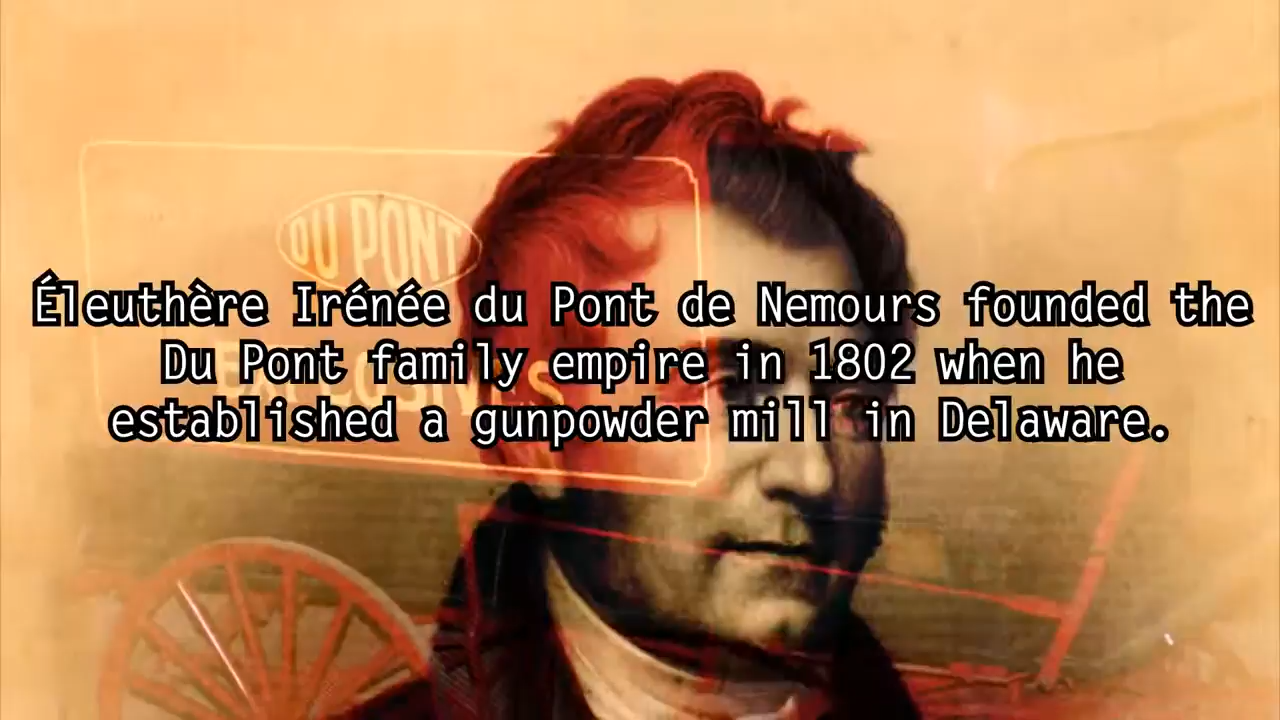 DU PONT
Éleuthère Irénée du Pont de Nemours founded the
Du Pont family empire in 1802 when he
EXPLOSIVES
established a gunpowder mill in Delaware.